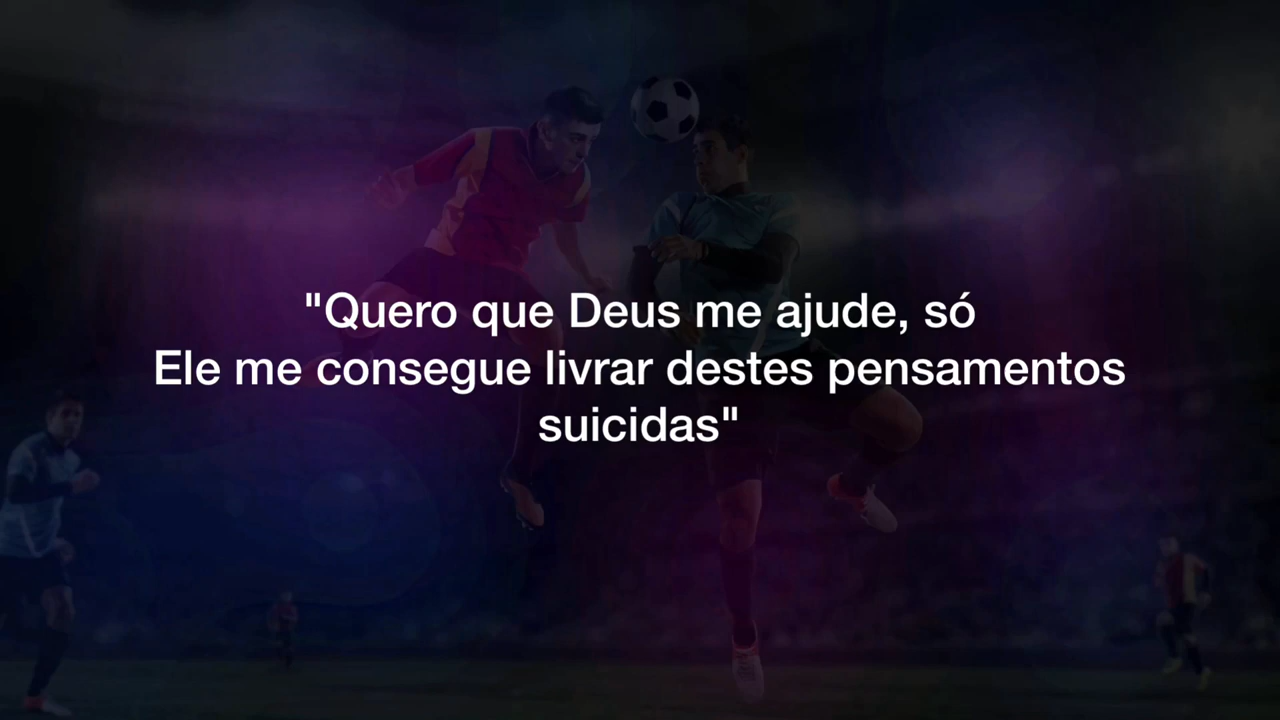 "Quero que Deus me ajude, só
Ele me consegue livrar destes pensamentos
suicidas"